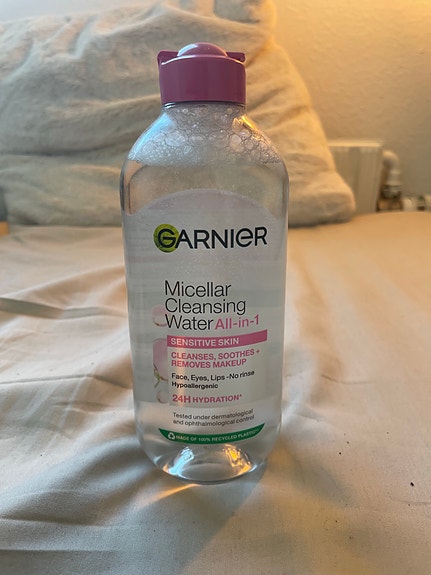 GARNIER
Micellar
Cleansing
Water All-in-1
SENSITIVE SKIN
CLEANSES, SOOTHES +
REMOVES MAKEUP
Face, Eyes, Lips -No rinse
Hypoallergenic
24H HYDRATION*
Tested under dermatological
and ophthalmological control
MADE OF 100% RECYCLED PLASTIC**